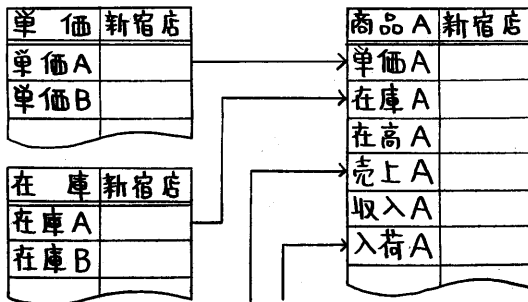 単価 新宿店
単価A
単価B
在庫 新宿店
在庫A
在庫B
商品A 新宿店
単価A
在庫A
在高A
売上A
収入A
入荷A